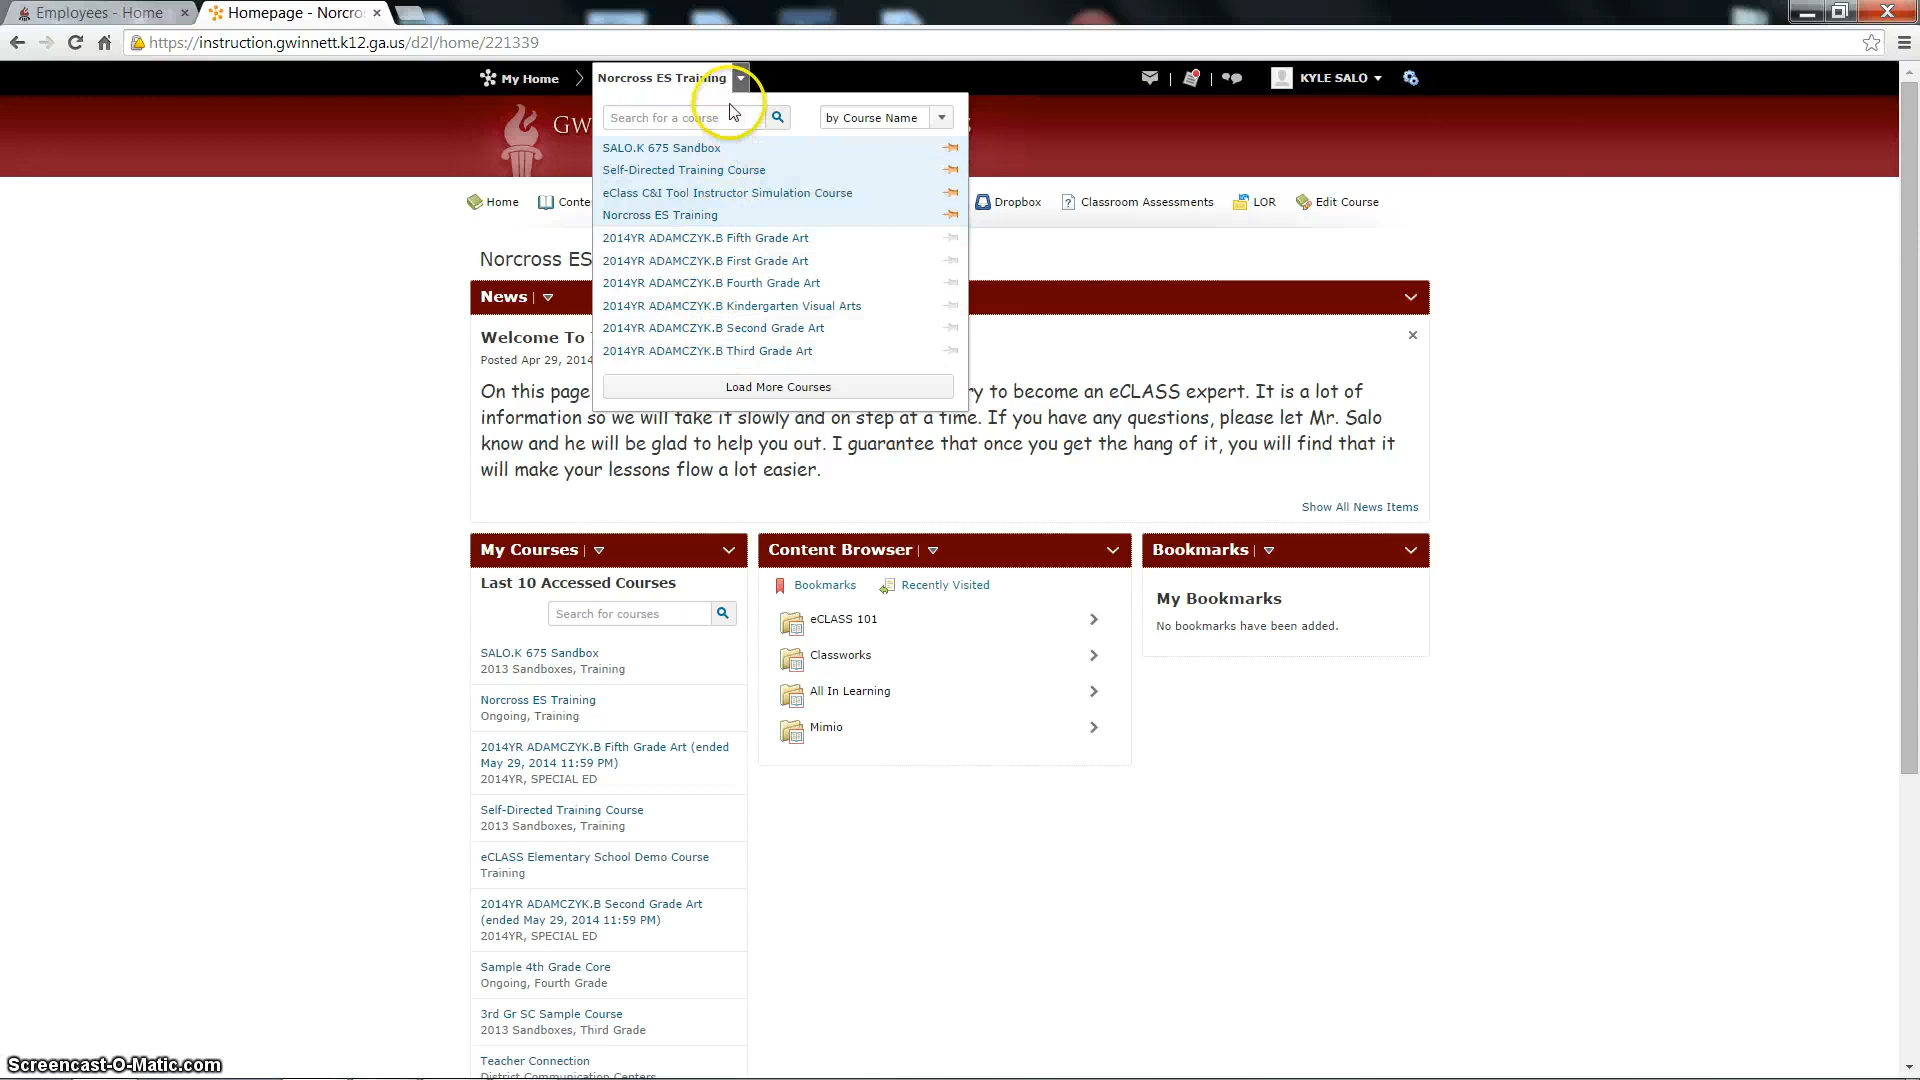 Employees - Home
Homepage - Norcro
https://instruction.gwinnett.k12.ga.us/d2l/home/221339
My Home
Norcross ES Training
KYLE SALO
Search for a course
by Course Name
SALO.K 675 Sandbox
Self-Directed Training Course
eClass C&I Tool Instructor Simulation Course
Norcross ES Training
2014YR ADAMCZYK.B Fifth Grade Art
2014YR ADAMCZYK.B First Grade Art
2014YR ADAMCZYK.B Fourth Grade Art
2014YR ADAMCZYK.B Kindergarten Visual Arts
2014YR ADAMCZYK.B Second Grade Art
2014YR ADAMCZYK.B Third Grade Art
Load More Courses
Home
Conte
Dropbox
Classroom Assessments
LOR
Edit Course
Norcross ES
News
Welcome To
Posted Apr 29, 2014
On this page ry to become an eCLASS expert. It is a lot of
information so we will take it slowly and on step at a time. If you have any questions, please let Mr. Salo
know and he will be glad to help you out. I guarantee that once you get the hang of it, you will find that it
will make your lessons flow a lot easier.
Show All News Items
My Courses
Last 10 Accessed Courses
Search for courses
SALO.K 675 Sandbox
2013 Sandboxes, Training
Norcross ES Training
Ongoing, Training
2014YR ADAMCZYK.B Fifth Grade Art (ended
May 29, 2014 11:59 PM)
2014YR, SPECIAL ED
Self-Directed Training Course
2013 Sandboxes, Training
eCLASS Elementary School Demo Course
Training
2014YR ADAMCZYK.B Second Grade Art
(ended May 29, 2014 11:59 PM)
2014YR, SPECIAL ED
Sample 4th Grade Core
Ongoing, Fourth Grade
3rd Gr SC Sample Course
2013 Sandboxes, Third Grade
Teacher Connection
District Communication Centers
Content Browser
Bookmarks
Recently Visited
eCLASS 101
Classworks
All In Learning
Mimio
Bookmarks
My Bookmarks
No bookmarks have been added.
Screencast-O-Matic.com